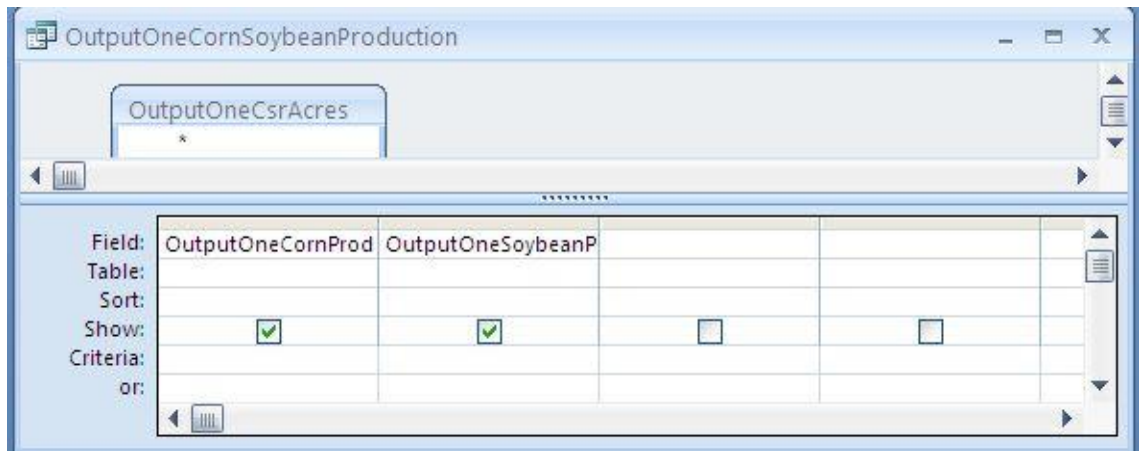 OutputOneCornSoybeanProduction
OutputOneCsrAcres
*
Field: OutputOneCornProd OutputOneSoybeanP
Table:
Sort:
Show:
Criteria:
or: